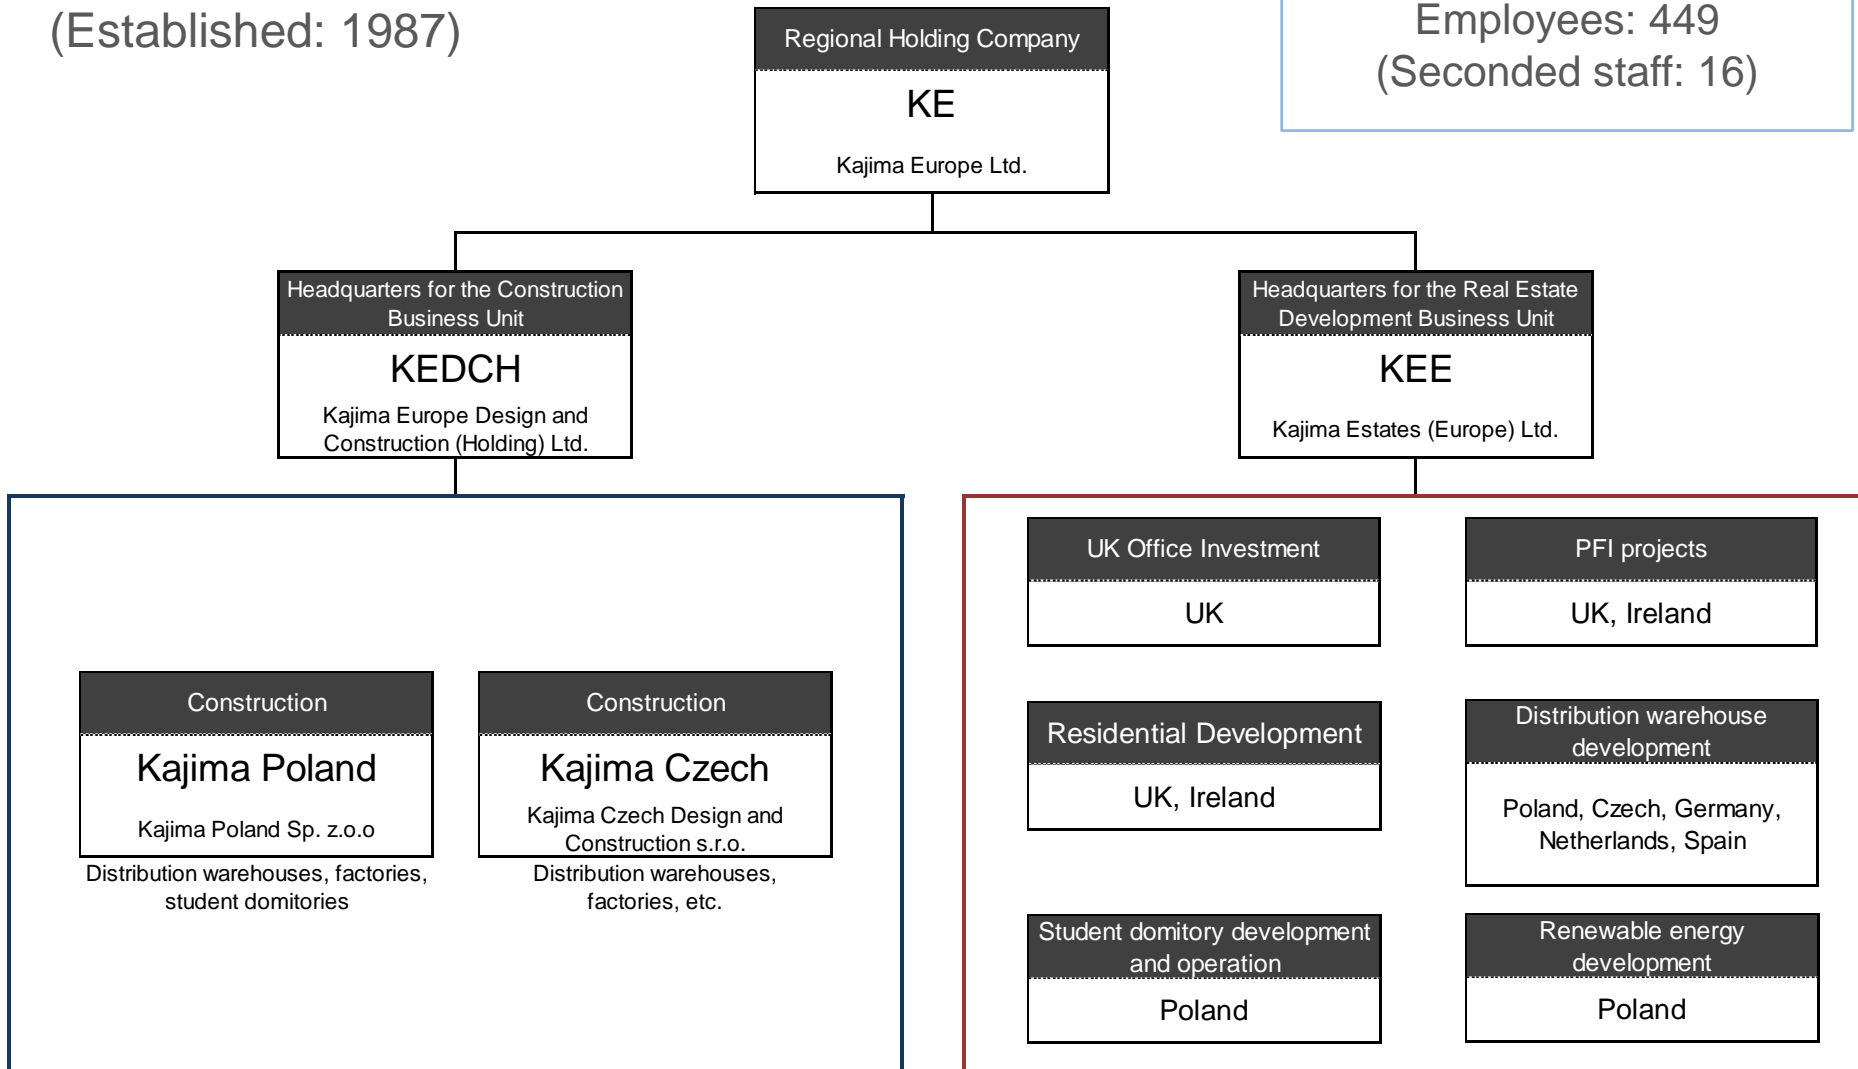 (Established: 1987)
Employees: 449
(Seconded staff: 16)
Regional Holding Company
KE
Kajima Europe Ltd.
Headquarters for the Construction
Business Unit
KEDCH
Kajima Europe Design and
Construction (Holding) Ltd.
Headquarters for the Real Estate
Development Business Unit
KEE
Kajima Estates (Europe) Ltd.
Construction
Kajima Poland
Kajima Poland Sp. z.o.o
Distribution warehouses, factories,
student domitories
Construction
Kajima Czech
Kajima Czech Design and
Construction s.r.o.
Distribution warehouses,
factories, etc.
UK Office Investment
UK
PFI projects
UK, Ireland
Residential Development
UK, Ireland
Distribution warehouse
development
Poland, Czech, Germany,
Netherlands, Spain
Student domitory development
and operation
Poland
Renewable energy
development
Poland